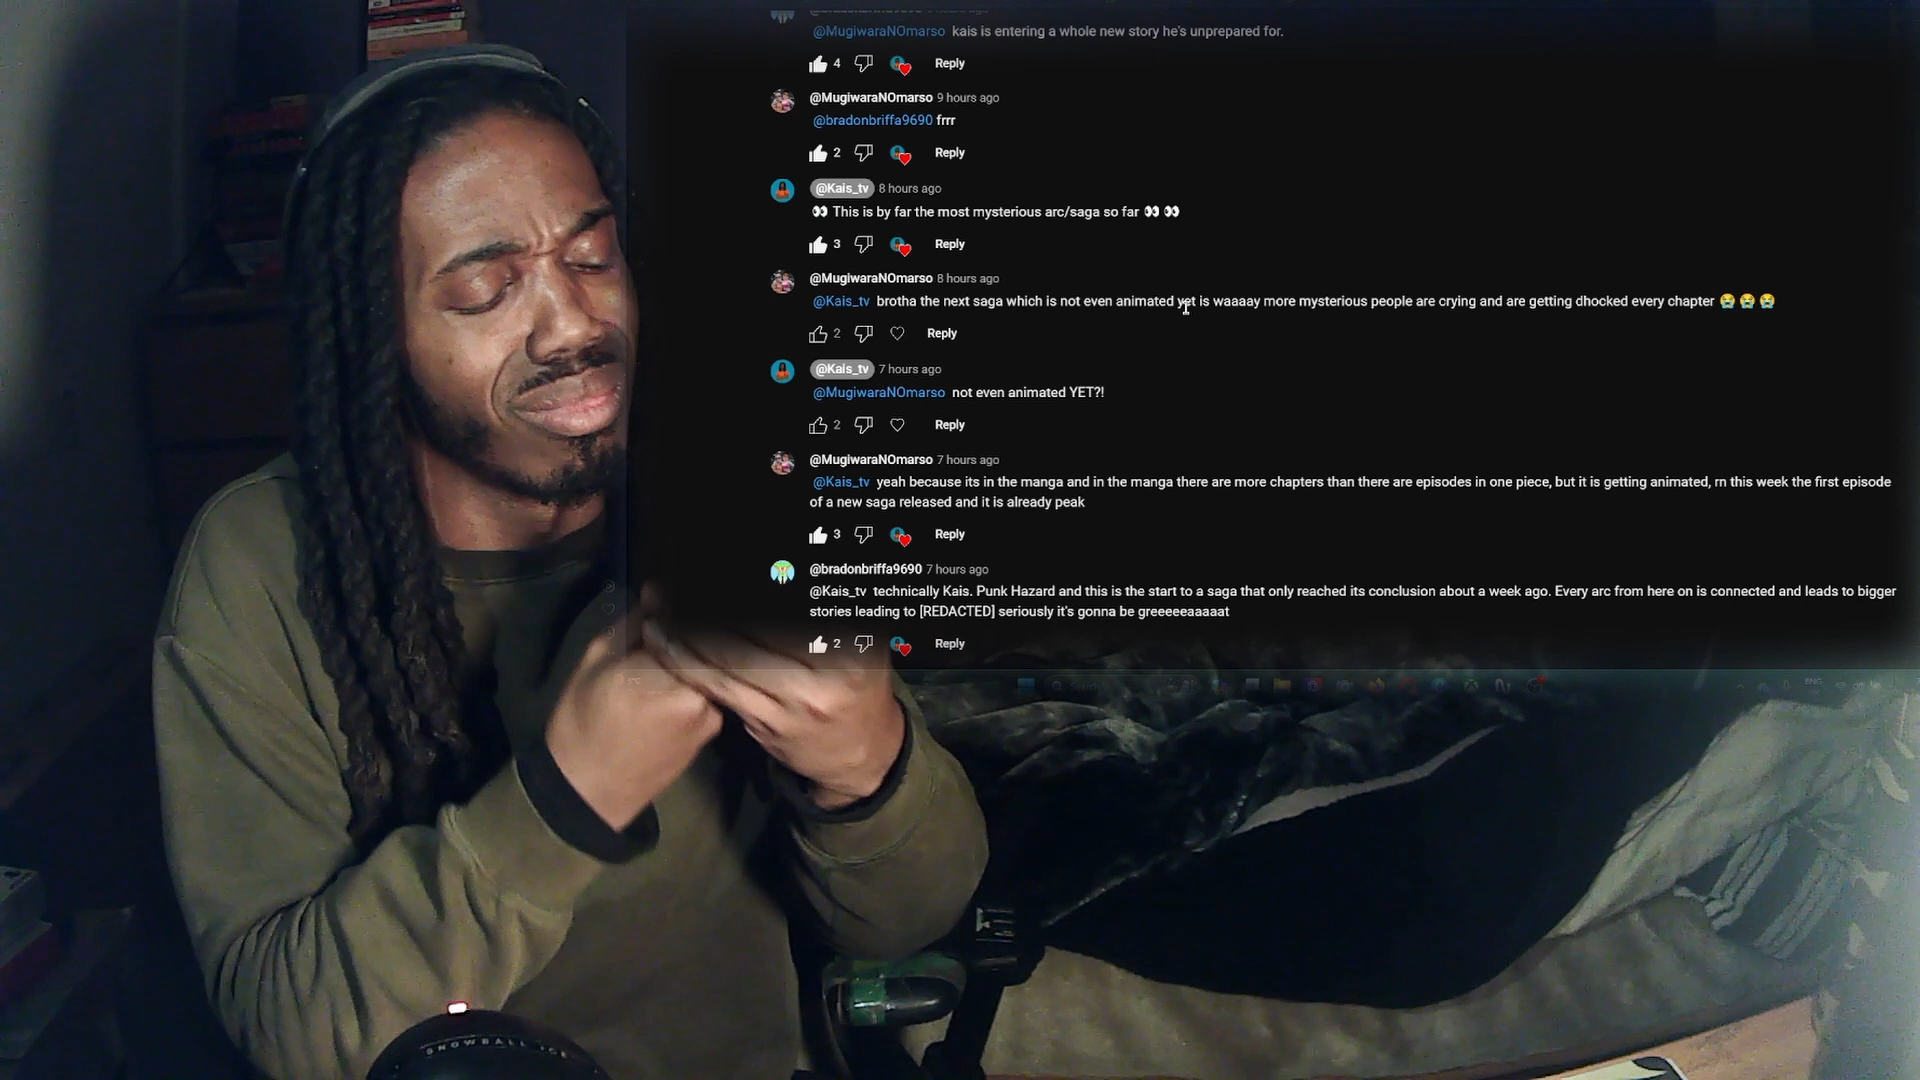 @MugiwaraNOmarso kais is entering a whole new story he's unprepared for.
4 Reply
@MugiwaraNOmarso 9 hours ago
@bradonbriffa9690 frrr
2 Reply
@Kais_tv 8 hours ago
👀 This is by far the most mysterious arc/saga so far 👀 👀
3 Reply
@MugiwaraNOmarso 8 hours ago
@Kais_tv brotha the next saga which is not even animated yet is waaaay more mysterious people are crying and are getting dhocked every chapter 😭 😭 😭
2 Reply
@Kais_tv 7 hours ago
@MugiwaraNOmarso not even animated YET?!
2 Reply
@MugiwaraNOmarso 7 hours ago
@Kais_tv yeah because its in the manga and in the manga there are more chapters than there are episodes in one piece, but it is getting animated, rn this week the first episode
of a new saga released and it is already peak
3 Reply
@bradonbriffa9690 7 hours ago
@Kais_tv technically Kais. Punk Hazard and this is the start to a saga that only reached its conclusion about a week ago. Every arc from here on is connected and leads to bigger
stories leading to [REDACTED] seriously it's gonna be greeeeeaaaaat
2 Reply
Search
ENG
SNOWBALL ICE